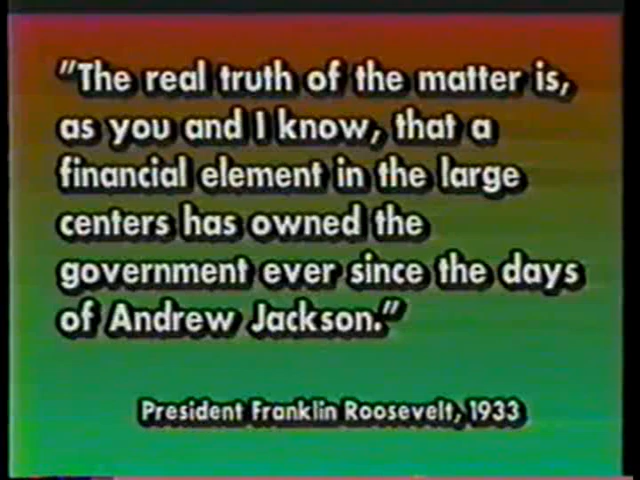 "The real truth of the matter is,
as you and I know, that a
financial element in the large
centers has owned the
government ever since the days
of Andrew Jackson."
President Franklin Roosevelt, 1933